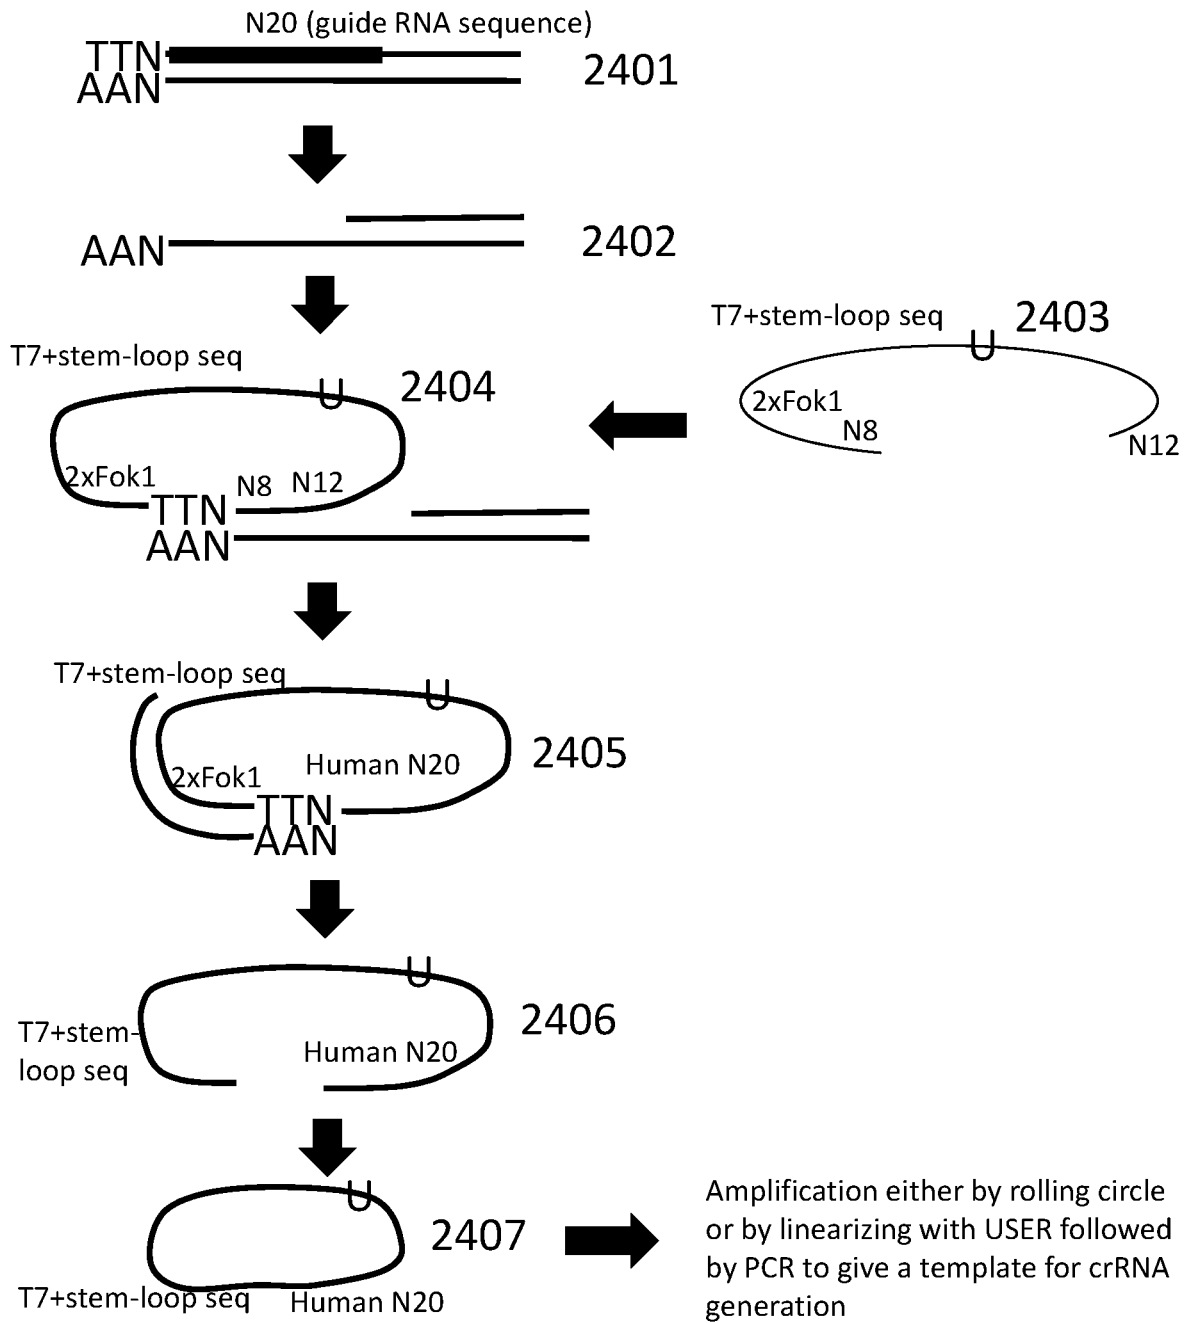 N20 (guide RNA sequence)
TTN
AAN
2401
AAN
2402
T7+stem-loop seq
U
2403
2xFok1
N8
N12
T7+stem-loop seq
U
2404
2xFok1
N8
N12
TTN
AAN
T7+stem-loop seq
U
2405
2xFok1
Human N20
TTN
AAN
U
2406
T7+stem-
loop seq
Human N20
U
2407
T7+stem-loop seq
Human N20
Amplification either by rolling circle
or by linearizing with USER followed
by PCR to give a template for crRNA
generation